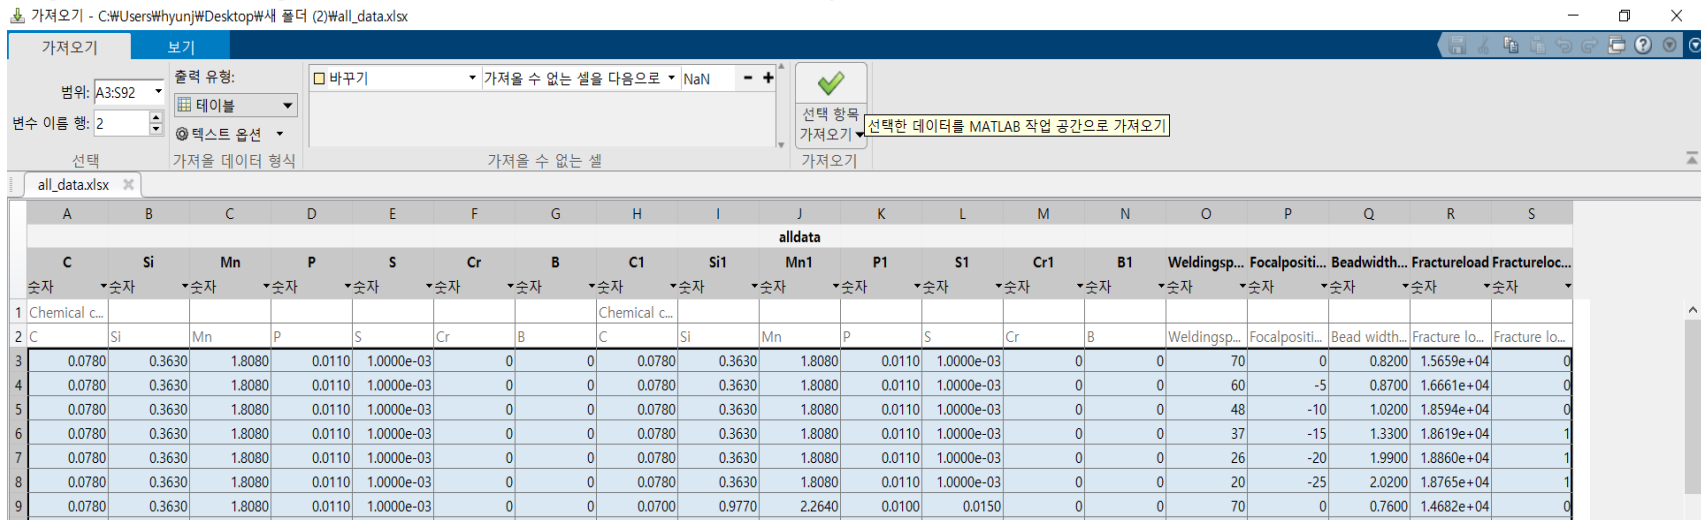 가져오기 - C:₩Users₩hyunj₩Desktop₩새 폴더 (2)₩all_data.xlsx
가져오기 보기
범위: A3:S92
변수 이름 행: 2
선택
출력 유형:
테이블
텍스트 옵션
가져올 데이터 형식
바꾸기 가져올 수 없는 셀을 다음으로 NaN - +
가져올 수 없는 셀
선택 항목
가져오기
가져오기
선택한 데이터를 MATLAB 작업 공간으로 가져오기
all_data.xlsx
A B C D E F G H I J K L M N O P Q R S
alldata
C Si Mn P S Cr B C1 Si1 Mn1 P1 S1 Cr1 B1 Weldingsp... Focalpositi... Beadwidth... Fractureload Fractureloc...
숫자 숫자 숫자 숫자 숫자 숫자 숫자 숫자 숫자 숫자 숫자 숫자 숫자 숫자 숫자 숫자 숫자 숫자 숫자
1 Chemical c... Chemical c...
2 C Si Mn P S Cr B C Si Mn P S Cr B Weldingsp... Focalpositi... Bead width... Fracture lo... Fracture lo...
3 0.0780 0.3630 1.8080 0.0110 1.0000e-03 0 0 0.0780 0.3630 1.8080 0.0110 1.0000e-03 0 0 70 0 0.8200 1.5659e+04 0
4 0.0780 0.3630 1.8080 0.0110 1.0000e-03 0 0 0.0780 0.3630 1.8080 0.0110 1.0000e-03 0 0 60 -5 0.8700 1.6661e+04 0
5 0.0780 0.3630 1.8080 0.0110 1.0000e-03 0 0 0.0780 0.3630 1.8080 0.0110 1.0000e-03 0 0 48 -10 1.0200 1.8594e+04 0
6 0.0780 0.3630 1.8080 0.0110 1.0000e-03 0 0 0.0780 0.3630 1.8080 0.0110 1.0000e-03 0 0 37 -15 1.3300 1.8619e+04 1
7 0.0780 0.3630 1.8080 0.0110 1.0000e-03 0 0 0.0780 0.3630 1.8080 0.0110 1.0000e-03 0 0 26 -20 1.9900 1.8860e+04 1
8 0.0780 0.3630 1.8080 0.0110 1.0000e-03 0 0 0.0780 0.3630 1.8080 0.0110 1.0000e-03 0 0 20 -25 2.0200 1.8765e+04 1
9 0.0780 0.3630 1.8080 0.0110 1.0000e-03 0 0 0.0700 0.9770 2.2640 0.0100 0.0150 0 0 70 0 0.7600 1.4682e+04 0